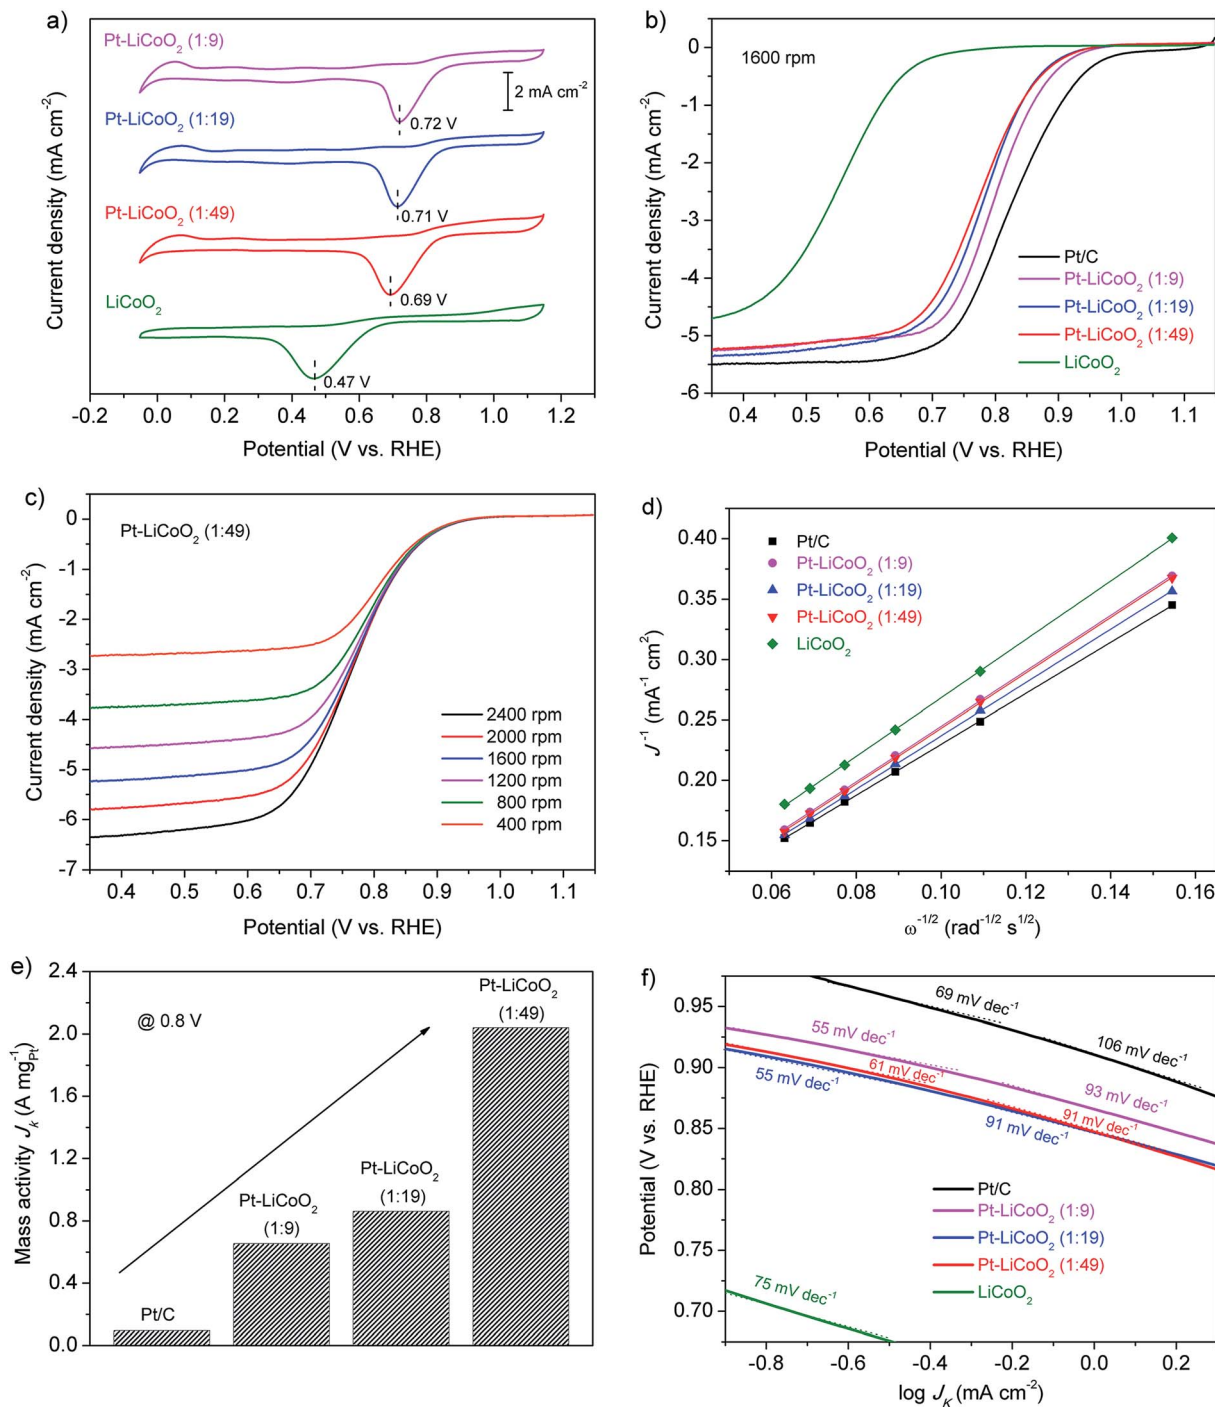 a)
Pt-LiCoO₂ (1:9)
2 mA cm⁻²
0.72 V
Pt-LiCoO₂ (1:19)
0.71 V
Pt-LiCoO₂ (1:49)
0.69 V
LiCoO₂
0.47 V
Current density (mA cm⁻²)
-0.2 0.0 0.2 0.4 0.6 0.8 1.0 1.2
Potential (V vs. RHE)
b)
1600 rpm
0
-1
-2
-3
-4
-5
-6
Current density (mA cm⁻²)
Pt/C
Pt-LiCoO₂ (1:9)
Pt-LiCoO₂ (1:19)
Pt-LiCoO₂ (1:49)
LiCoO₂
0.4 0.5 0.6 0.7 0.8 0.9 1.0 1.1
Potential (V vs. RHE)
c)
Pt-LiCoO₂ (1:49)
0
-1
-2
-3
-4
-5
-6
-7
Current density (mA cm⁻²)
2400 rpm
2000 rpm
1600 rpm
1200 rpm
800 rpm
400 rpm
0.4 0.5 0.6 0.7 0.8 0.9 1.0 1.1
Potential (V vs. RHE)
d)
Pt/C
Pt-LiCoO₂ (1:9)
Pt-LiCoO₂ (1:19)
Pt-LiCoO₂ (1:49)
LiCoO₂
0.40
0.35
0.30
0.25
0.20
0.15
J⁻¹ (mA⁻¹ cm²)
0.06 0.08 0.10 0.12 0.14 0.16
ω⁻¹/² (rad⁻¹/² s¹/²)
e)
@ 0.8 V
2.4
2.0
1.6
1.2
0.8
0.4
0.0
Mass activity Jₖ (A mg⁻¹Pt)
Pt/C
Pt-LiCoO₂
(1:9)
Pt-LiCoO₂
(1:19)
Pt-LiCoO₂
(1:49)
f)
0.95
0.90
0.85
0.80
0.75
0.70
Potential (V vs. RHE)
69 mV dec⁻¹
106 mV dec⁻¹
55 mV dec⁻¹
93 mV dec⁻¹
61 mV dec⁻¹
91 mV dec⁻¹
55 mV dec⁻¹
91 mV dec⁻¹
75 mV dec⁻¹
Pt/C
Pt-LiCoO₂ (1:9)
Pt-LiCoO₂ (1:19)
Pt-LiCoO₂ (1:49)
LiCoO₂
-0.8 -0.6 -0.4 -0.2 0.0 0.2
log J_K (mA cm⁻²)